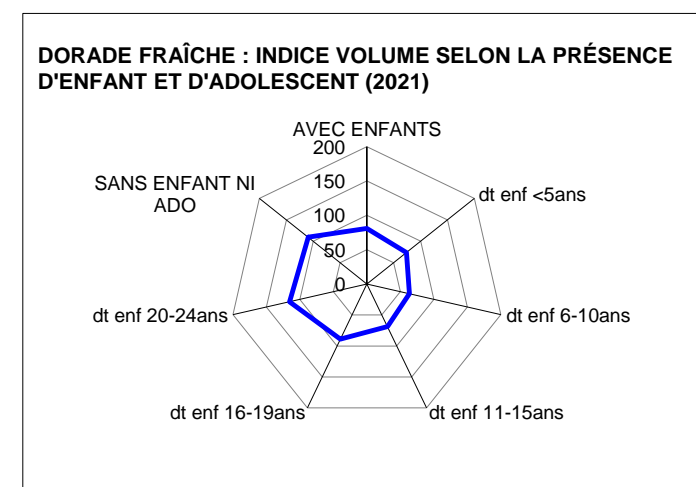 DORADE FRAÎCHE : INDICE VOLUME SELON LA PRÉSENCE
D'ENFANT ET D'ADOLESCENT (2021)
AVEC ENFANTS
200
150
100
50
0
dt enf <5ans
dt enf 6-10ans
dt enf 11-15ans
dt enf 16-19ans
dt enf 20-24ans
SANS ENFANT NI
ADO